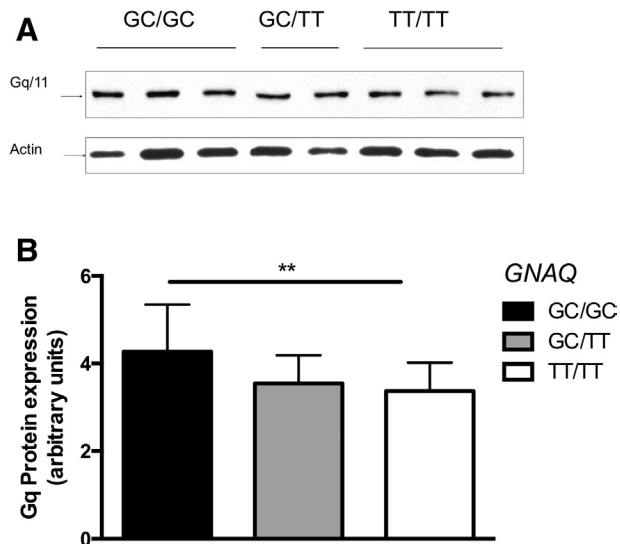 A
GC/GC GC/TT TT/TT
Gq/11
Actin
B
**
6
4
2
0
Gq Protein expression
(arbitrary units)
GNAQ
GC/GC
GC/TT
TT/TT